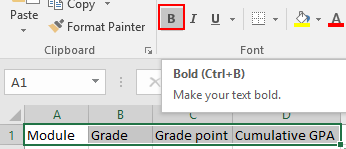 Copy
Paste
Format Painter
B I U A
Clipboard Font
Bold (Ctrl+B)
A1
Make your text bold.
A B C D
1 Module Grade Grade point Cumulative GPA